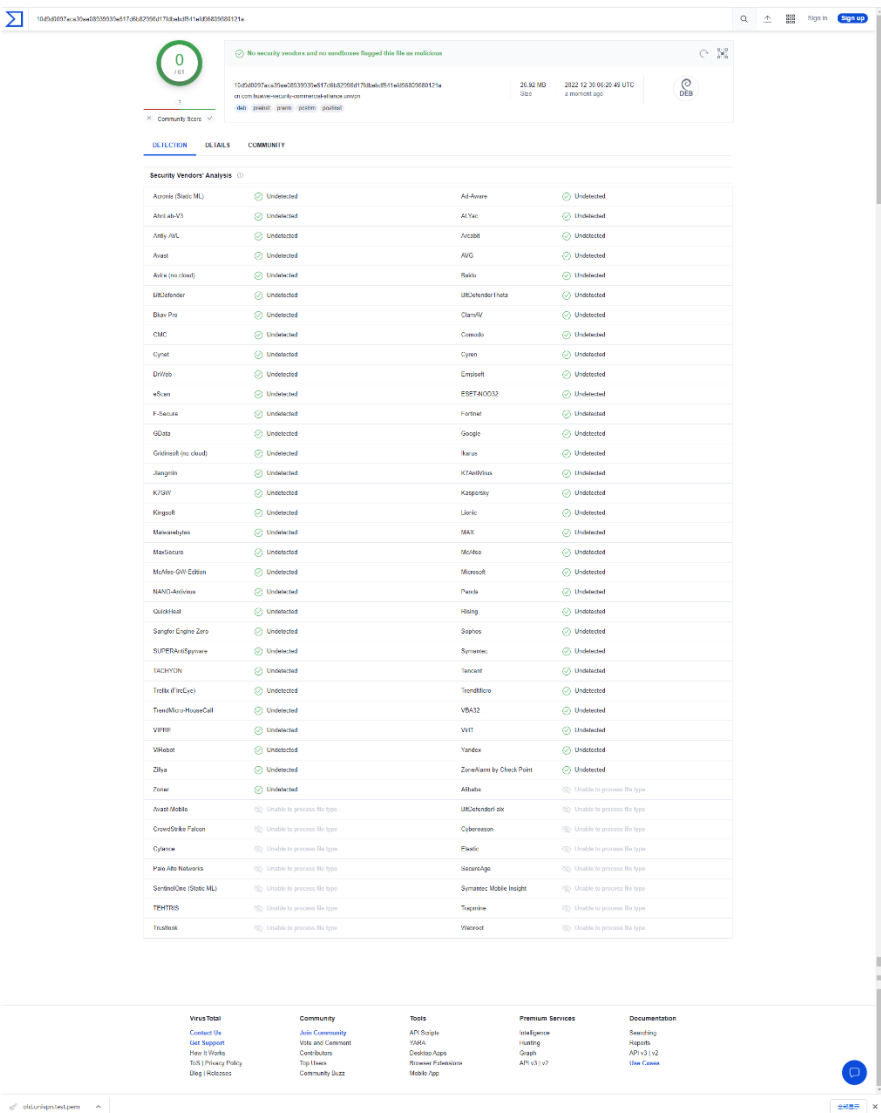 Sign in
Sign up
0
/ 61
?
Community Score
No security vendors and no sandboxes flagged this file as malicious
cn.com.huawei-security-commercial-alliance.univpn
deb preinst prerm postrm postinst
26.92 MB
Size
2022-12-30 06:20:49 UTC
a moment ago
DEB
DETECTION DETAILS COMMUNITY
Security Vendors' Analysis
Acronis (Static ML) Undetected Ad-Aware Undetected
AhnLab-V3 Undetected ALYac Undetected
Antiy-AVL Undetected Arcabit Undetected
Avast Undetected AVG Undetected
Avira (no cloud) Undetected Baidu Undetected
BitDefender Undetected BitDefenderTheta Undetected
Bkav Pro Undetected ClamAV Undetected
CMC Undetected Comodo Undetected
Cynet Undetected Cyren Undetected
DrWeb Undetected Emsisoft Undetected
eScan Undetected ESET-NOD32 Undetected
F-Secure Undetected Fortinet Undetected
GData Undetected Google Undetected
Gridinsoft (no cloud) Undetected Ikarus Undetected
Jiangmin Undetected K7AntiVirus Undetected
K7GW Undetected Kaspersky Undetected
Kingsoft Undetected Lionic Undetected
Malwarebytes Undetected MAX Undetected
MaxSecure Undetected McAfee Undetected
McAfee-GW-Edition Undetected Microsoft Undetected
NANO-Antivirus Undetected Panda Undetected
QuickHeal Undetected Rising Undetected
Sangfor Engine Zero Undetected Sophos Undetected
SUPERAntiSpyware Undetected Symantec Undetected
TACHYON Undetected Tencent Undetected
Trellix (FireEye) Undetected TrendMicro Undetected
TrendMicro-HouseCall Undetected VBA32 Undetected
VIPRE Undetected VirIT Undetected
ViRobot Undetected Yandex Undetected
Zillya Undetected ZoneAlarm by Check Point Undetected
Zoner Undetected Alibaba Unable to process file type
Avast-Mobile Unable to process file type BitDefenderFalx Unable to process file type
CrowdStrike Falcon Unable to process file type Cybereason Unable to process file type
Cylance Unable to process file type Elastic Unable to process file type
Palo Alto Networks Unable to process file type SecureAge Unable to process file type
SentinelOne (Static ML) Unable to process file type Symantec Mobile Insight Unable to process file type
TEHTRIS Unable to process file type Trapmine Unable to process file type
Trustlook Unable to process file type Webroot Unable to process file type
VirusTotal Community Tools Premium Services Documentation
Contact Us Join Community API Scripts Intelligence Searching
Get Support Vote and Comment YARA Hunting Reports
How It Works Contributors Desktop Apps Graph API v3 | v2
ToS | Privacy Policy Top Users Browser Extensions API v3 | v2 Use Cases
Blog | Releases Community Buzz Mobile App
old.univpn.test.pem
全部显示